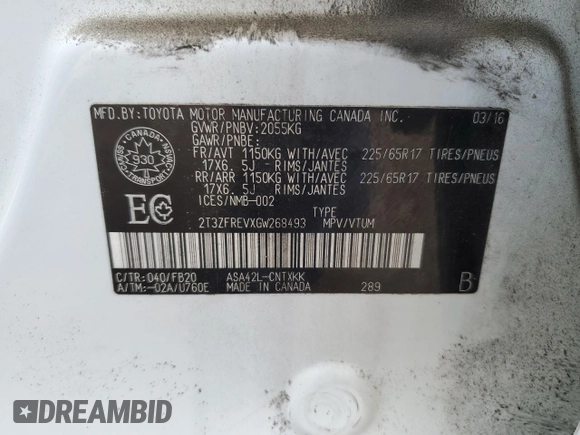 MFD.BY: TOYOTA MOTOR MANUFACTURING CANADA INC. 03/16
GVWR/PNBV: 2055KG
GAWR/PNBE:
FR/AVT 1150KG WITH/AVEC 225/65R17 TIRES/PNEUS
17X6. 5J - RIMS/JANTES
RR/ARR 1150KG WITH/AVEC 225/65R17 TIRES/PNEUS
17X6. 5J - RIMS/JANTES
ICES/NMB-002
CANADA
930
TRANSPORT
EC
TYPE
2T3ZFREVXGW268493 MPV/VTUM
C/TR: 040/FB20 ASA42L-CNTXKK B
A/TM:-02A/U760E MADE IN CANADA 289
DREAMBID